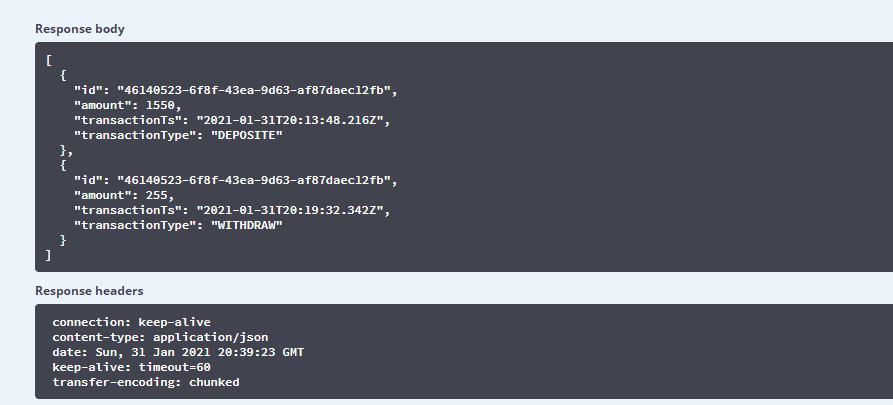 Response body
[
  {
    "id": "46140523-6f8f-43ea-9d63-af87daec12fb",
    "amount": 1550,
    "transactionTs": "2021-01-31T20:13:48.216Z",
    "transactionType": "DEPOSITE"
  },
  {
    "id": "46140523-6f8f-43ea-9d63-af87daec12fb",
    "amount": 255,
    "transactionTs": "2021-01-31T20:19:32.342Z",
    "transactionType": "WITHDRAW"
  }
]
Response headers
connection: keep-alive
content-type: application/json
date: Sun, 31 Jan 2021 20:39:23 GMT
keep-alive: timeout=60
transfer-encoding: chunked